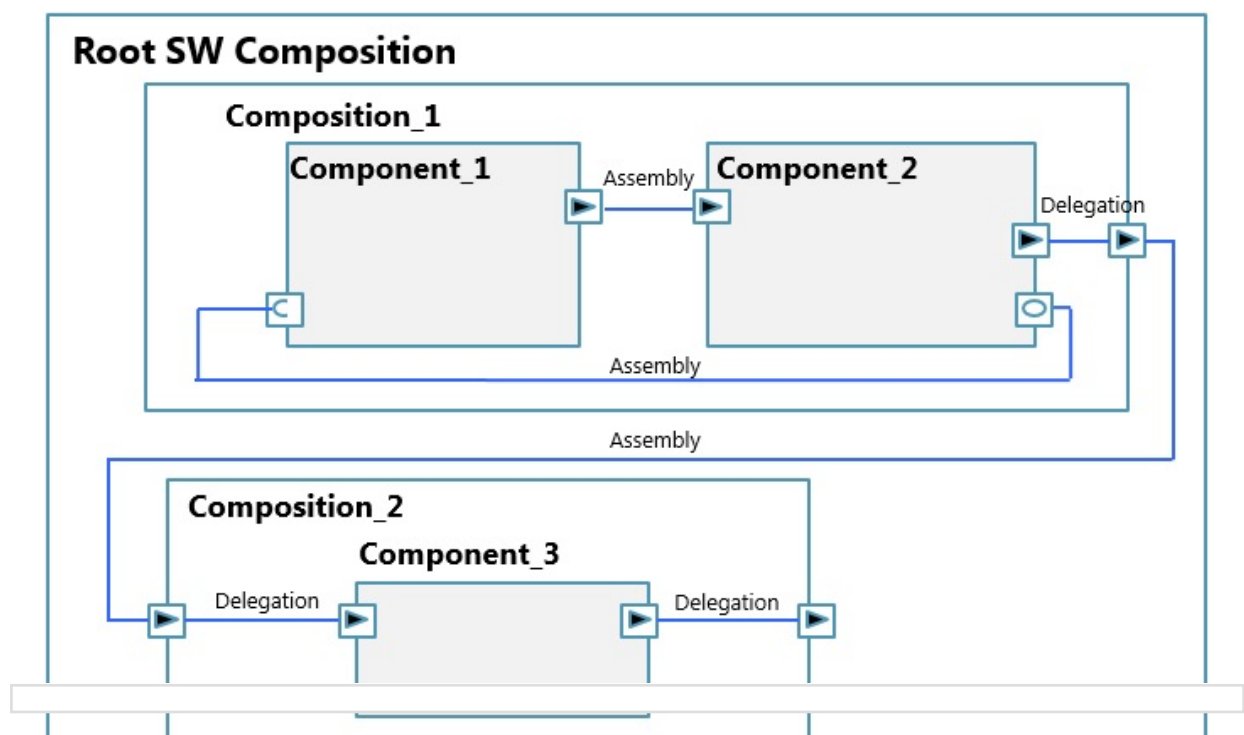 Root SW Composition
Composition_1
Component_1
Assembly
Component_2
Delegation
Assembly
Assembly
Composition_2
Component_3
Delegation
Delegation